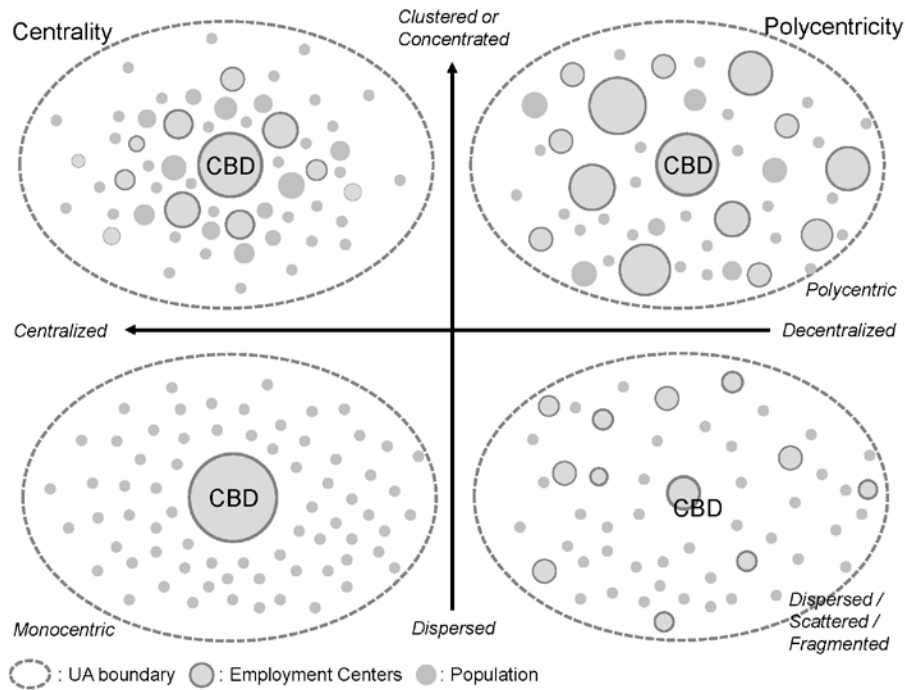 Centrality
Clustered or
Concentrated
Polycentricity
CBD
CBD
Polycentric
Centralized
Decentralized
CBD
CBD
Monocentric
Dispersed
Dispersed /
Scattered /
Fragmented
: UA boundary : Employment Centers : Population